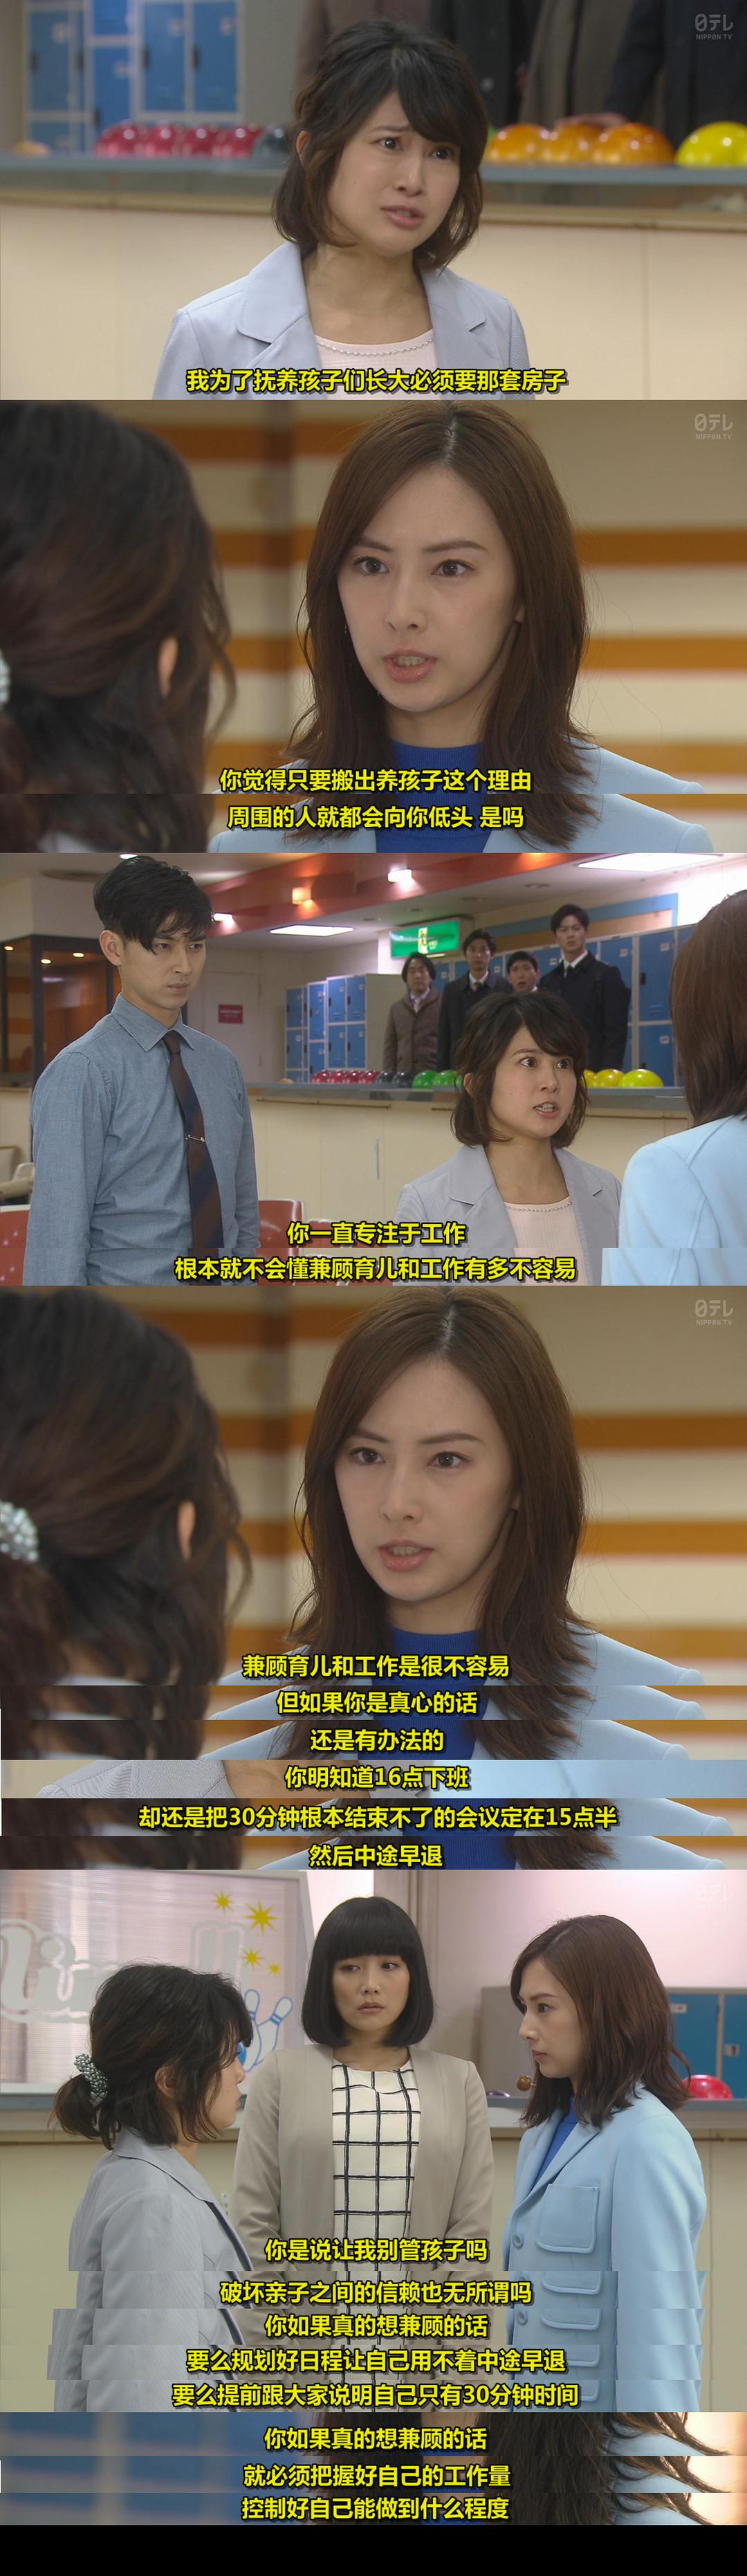 日テレ
NIPPON TV
我为了抚养孩子们长大必须要那套房子
日テレ
NIPPON TV
你觉得只要搬出养孩子这个理由
周围的人就都会向你低头 是吗
你一直专注于工作
根本就不会懂兼顾育儿和工作有多不容易
日テレ
NIPPON TV
兼顾育儿和工作是很不容易
但如果你是真心的话
还是有办法的
你明知道16点下班
却还是把30分钟根本结束不了的会议定在15点半
然后中途早退
日テレ
你是说让我别管孩子吗
破坏亲子之间的信赖也无所谓吗
你如果真的想兼顾的话
要么规划好日程让自己用不着中途早退
要么提前跟大家说明自己只有30分钟时间
你如果真的想兼顾的话
就必须把握好自己的工作量
控制好自己能做到什么程度